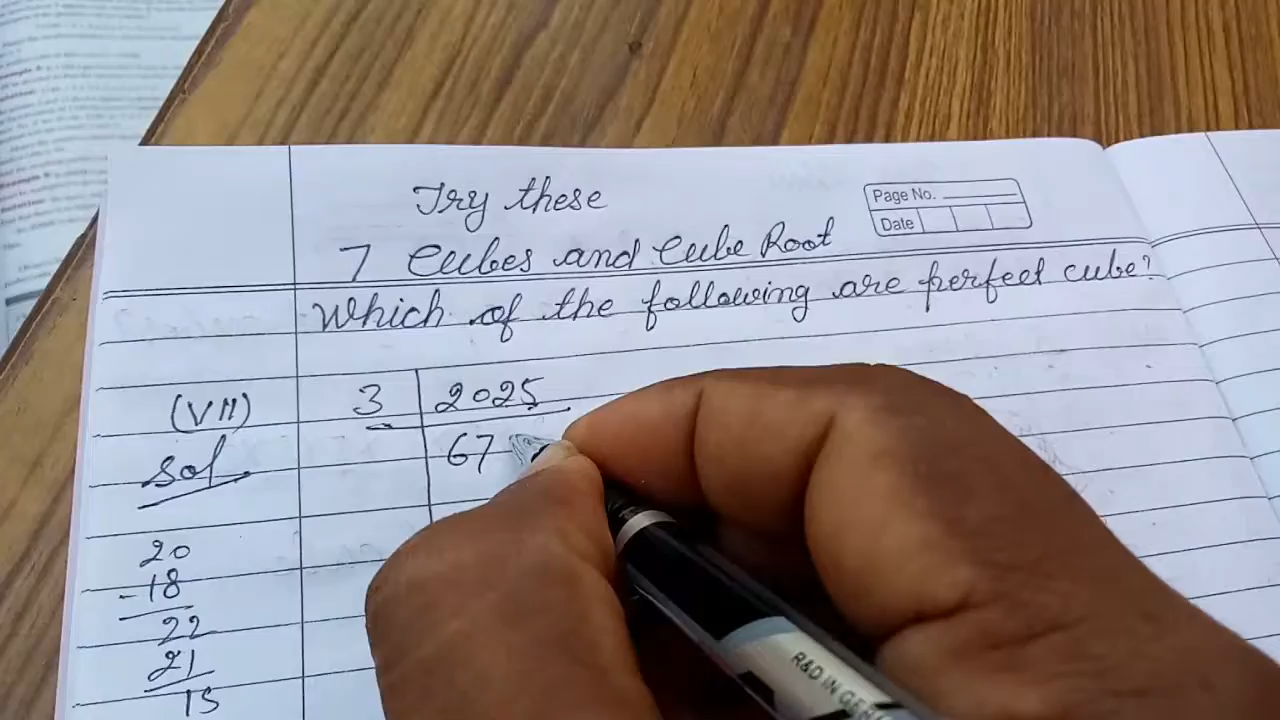 Try these
Page No.
Date
7 Cubes and Cube Root
Which of the following are perfect cube?
(VII) 3 2025
Sol 67
20
-18
22
21
15
R&D IN GER